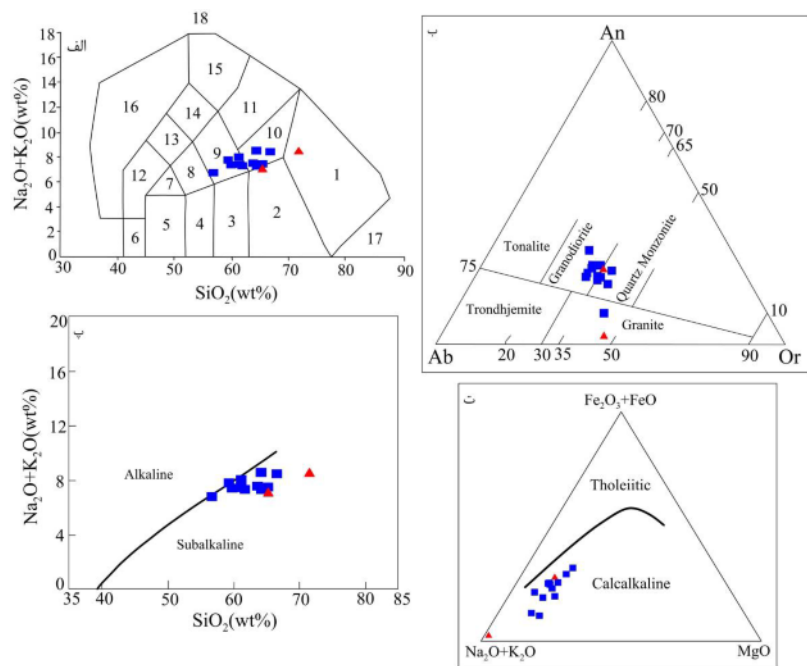 الف
Na₂O+K₂O(wt%)
18
16
14
12
10
8
6
4
2
0
30
40
50
60
70
80
90
SiO₂(wt%)
18
15
16
14
11
13
10
9
12
8
7
1
6
5
4
3
2
17
ب
An
80
70
65
50
Tonalite
Granodiorite
Quartz Monzonite
75
Trondhjemite
Granite
10
Ab
20
30
35
50
90
Or
پ
Na₂O+K₂O(wt%)
20
16
12
8
4
0
Alkaline
Subalkaline
35
40
50
60
70
85
SiO₂(wt%)
ت
Fe₂O₃+FeO
Tholeiitic
Calcalkaline
Na₂O+K₂O
MgO